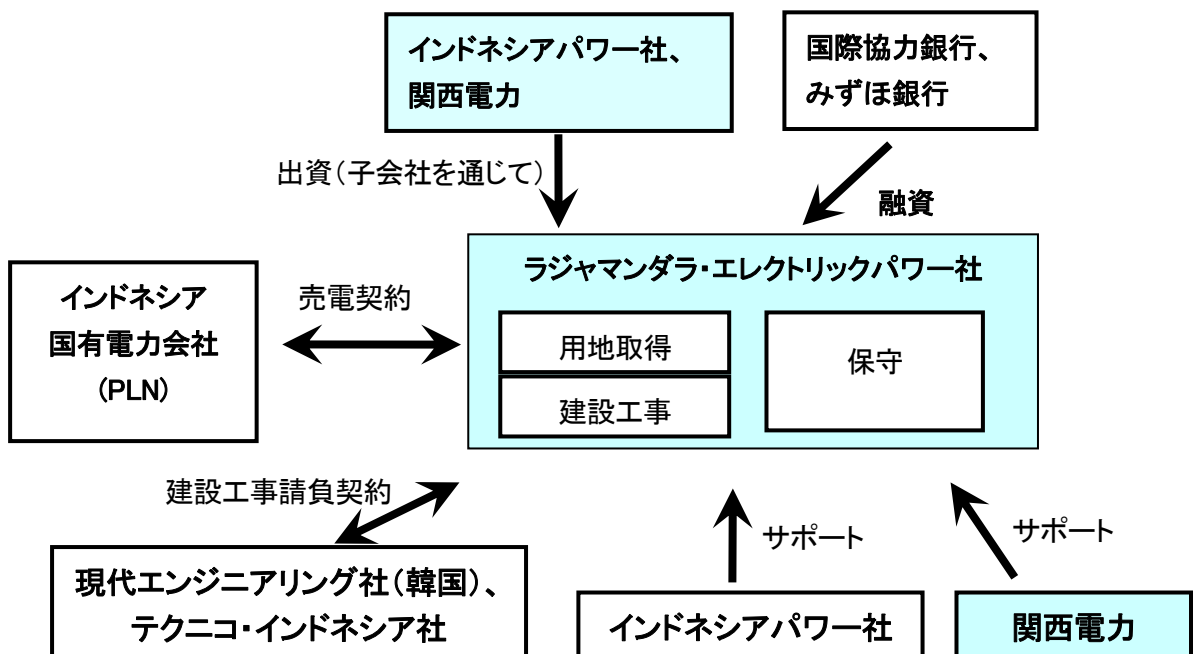 インドネシアパワー社、
関西電力
国際協力銀行、
みずほ銀行
出資（子会社を通じて）
融資
ラジャマンダラ・エレクトリックパワー社
インドネシア
国有電力会社
(PLN)
売電契約
用地取得
建設工事
保守
建設工事請負契約
サポート
サポート
現代エンジニアリング社（韓国）、
テクニコ・インドネシア社
インドネシアパワー社
関西電力